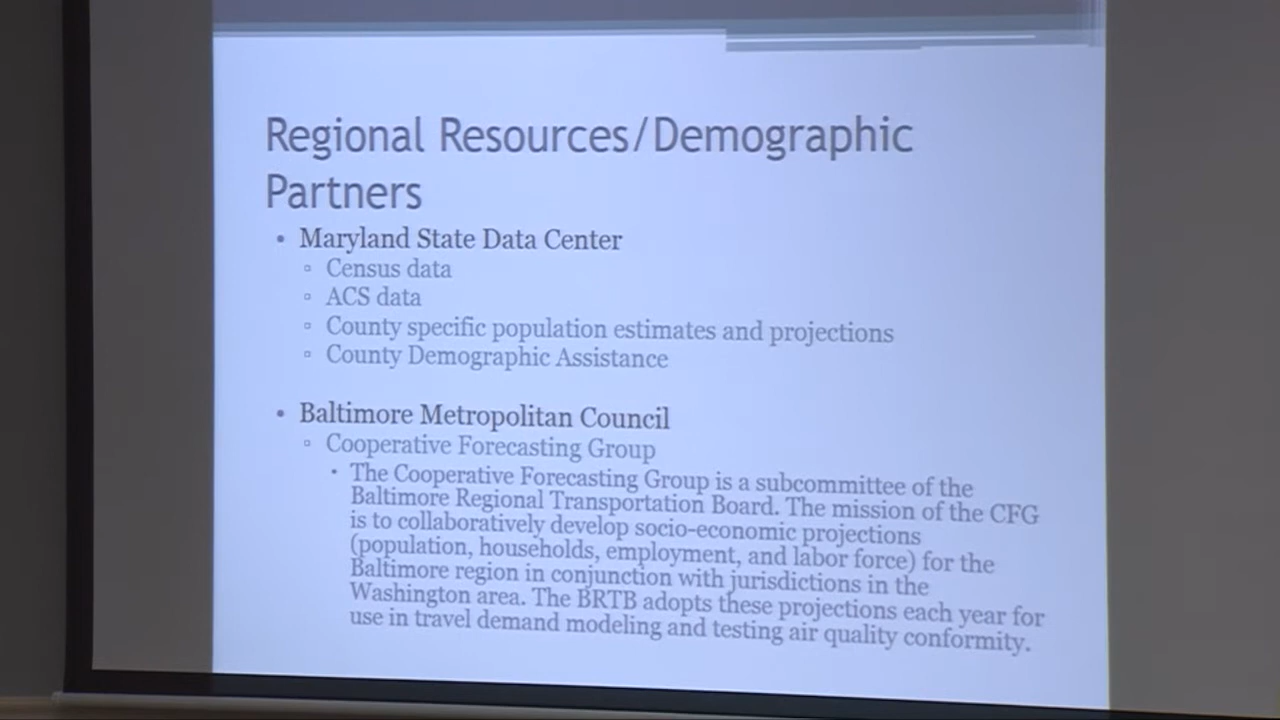 Regional Resources/Demographic
Partners
• Maryland State Data Center
▫ Census data
▫ ACS data
▫ County specific population estimates and projections
▫ County Demographic Assistance
• Baltimore Metropolitan Council
▫ Cooperative Forecasting Group
• The Cooperative Forecasting Group is a subcommittee of the
Baltimore Regional Transportation Board. The mission of the CFG
is to collaboratively develop socio-economic projections
(population, households, employment, and labor force) for the
Baltimore region in conjunction with jurisdictions in the
Washington area. The BRTB adopts these projections each year for
use in travel demand modeling and testing air quality conformity.